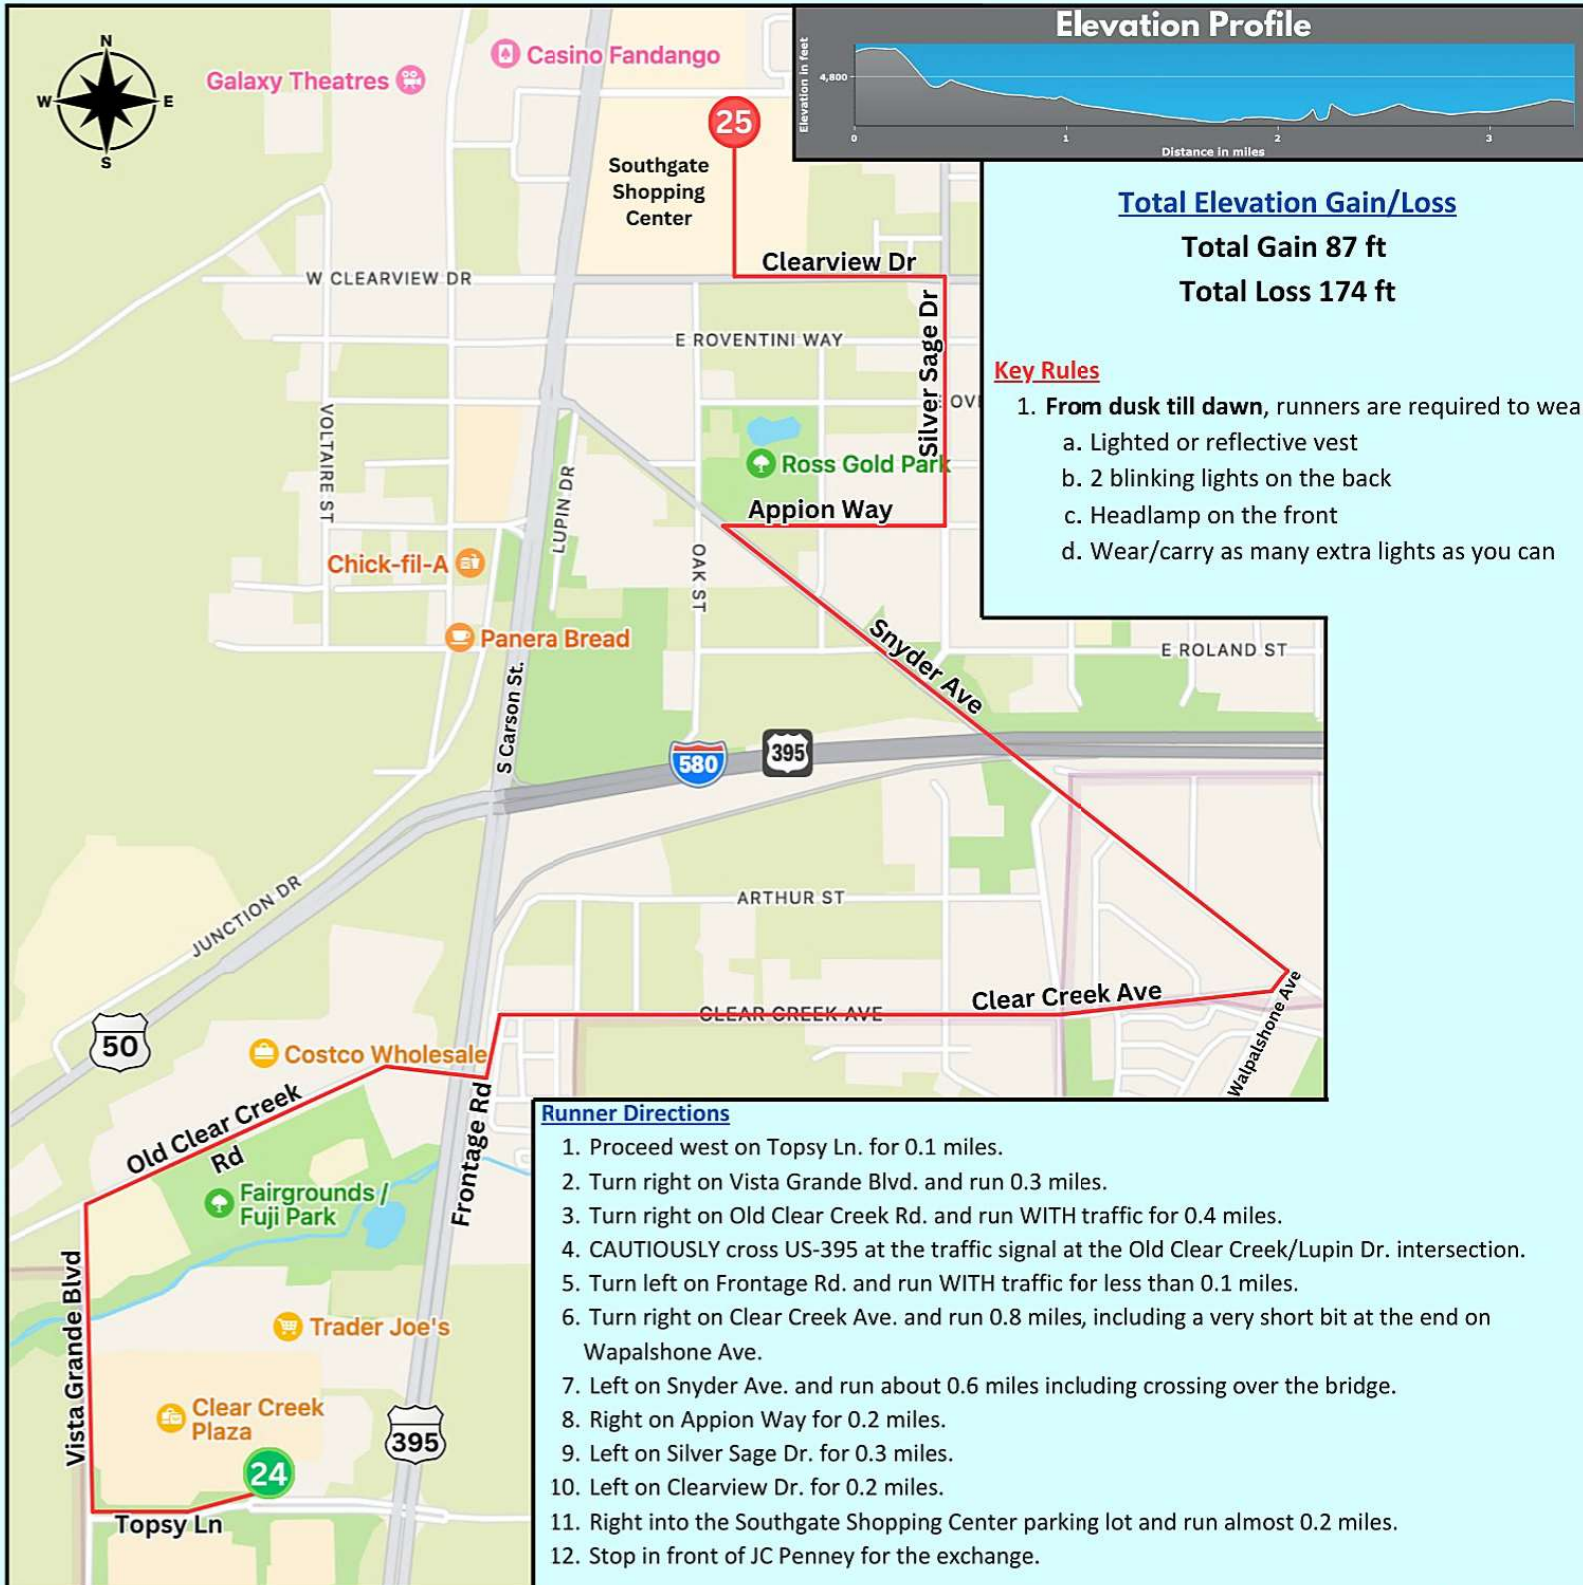 Elevation Profile
Elevation in feet
4,800
0
1
2
3
Distance in miles
N
W
E
S
Galaxy Theatres
Casino Fandango
25
Southgate
Shopping
Center
Clearview Dr
W CLEARVIEW DR
Silver Sage Dr
E ROVENTINI WAY
VOLTAIRE ST
LUPIN DR
Ross Gold Park
Appion Way
OAK ST
Chick-fil-A
Panera Bread
S Carson St.
Snyder Ave
E ROLAND ST
580
395
JUNCTION DR
ARTHUR ST
Clear Creek Ave
CLEAR CREEK AVE
Walpalshone Ave
50
Costco Wholesale
Old Clear Creek
Rd
Frontage Rd
Fairgrounds /
Fuji Park
Vista Grande Blvd
Trader Joe's
Clear Creek
Plaza
395
24
Topsy Ln
Total Elevation Gain/Loss
Total Gain 87 ft
Total Loss 174 ft
Key Rules
1. From dusk till dawn, runners are required to wea
a. Lighted or reflective vest
b. 2 blinking lights on the back
c. Headlamp on the front
d. Wear/carry as many extra lights as you can
Runner Directions
1. Proceed west on Topsy Ln. for 0.1 miles.
2. Turn right on Vista Grande Blvd. and run 0.3 miles.
3. Turn right on Old Clear Creek Rd. and run WITH traffic for 0.4 miles.
4. CAUTIOUSLY cross US-395 at the traffic signal at the Old Clear Creek/Lupin Dr. intersection.
5. Turn left on Frontage Rd. and run WITH traffic for less than 0.1 miles.
6. Turn right on Clear Creek Ave. and run 0.8 miles, including a very short bit at the end on
Wapalshone Ave.
7. Left on Snyder Ave. and run about 0.6 miles including crossing over the bridge.
8. Right on Appion Way for 0.2 miles.
9. Left on Silver Sage Dr. for 0.3 miles.
10. Left on Clearview Dr. for 0.2 miles.
11. Right into the Southgate Shopping Center parking lot and run almost 0.2 miles.
12. Stop in front of JC Penney for the exchange.